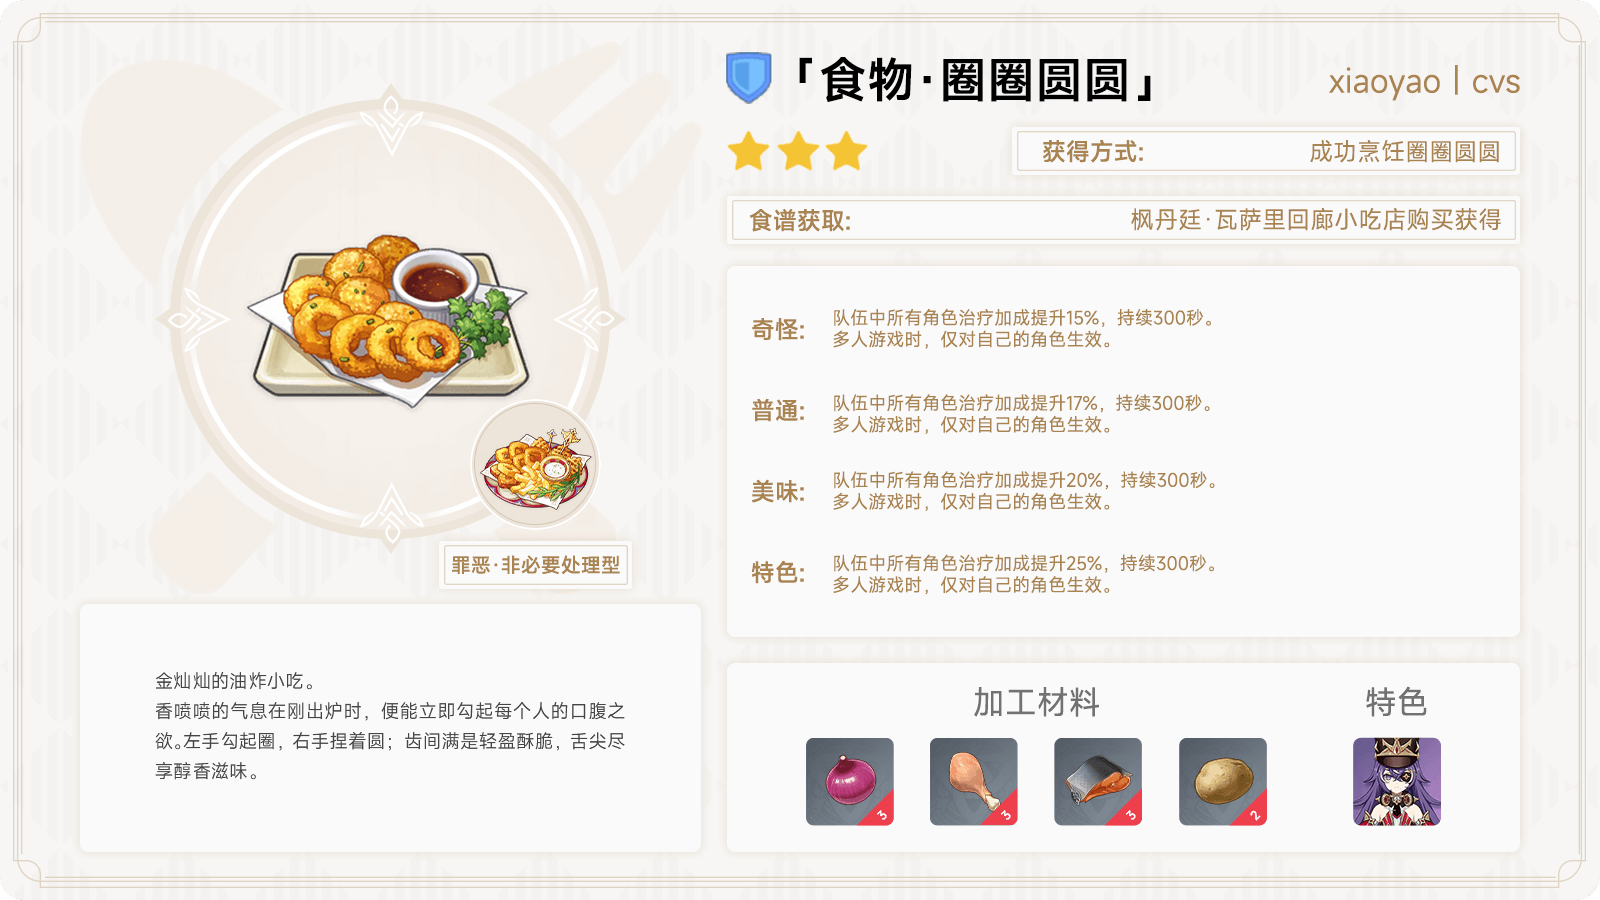 「食物·圈圈圆圆」
xiaoyao | cvs
获得方式:
成功烹饪圈圈圆圆
食谱获取:
枫丹廷·瓦萨里回廊小吃店购买获得
奇怪:
队伍中所有角色治疗加成提升15%，持续300秒。
多人游戏时，仅对自己的角色生效。
普通:
队伍中所有角色治疗加成提升17%，持续300秒。
多人游戏时，仅对自己的角色生效。
美味:
队伍中所有角色治疗加成提升20%，持续300秒。
多人游戏时，仅对自己的角色生效。
特色:
队伍中所有角色治疗加成提升25%，持续300秒。
多人游戏时，仅对自己的角色生效。
罪恶·非必要处理型
金灿灿的油炸小吃。
香喷喷的气息在刚出炉时，便能立即勾起每个人的口腹之
欲。左手勾起圈，右手捏着圆；齿间满是轻盈酥脆，舌尖尽
享醇香滋味。
加工材料
特色
3
3
3
2